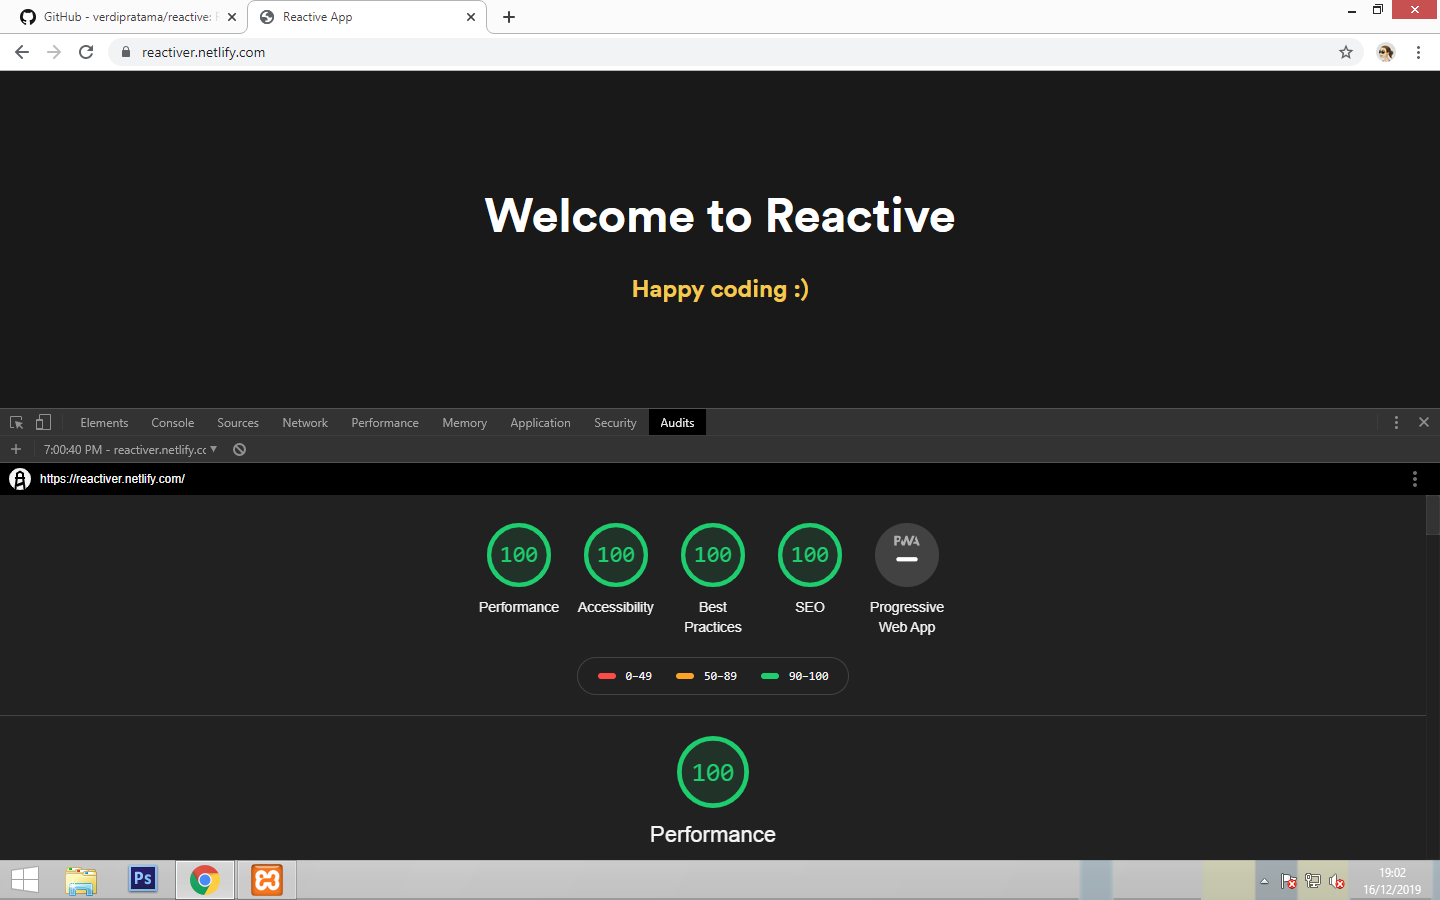 GitHub - verdipratama/reactive:
Reactive App
reactiver.netlify.com
Welcome to Reactive
Happy coding :)
Elements Console Sources Network Performance Memory Application Security Audits
7:00:40 PM - reactiver.netlify.cc
https://reactiver.netlify.com/
100 100 100 100 PWA
Performance Accessibility Best Practices SEO Progressive Web App
0–49 50–89 90–100
100
Performance
Ps
19:02
16/12/2019